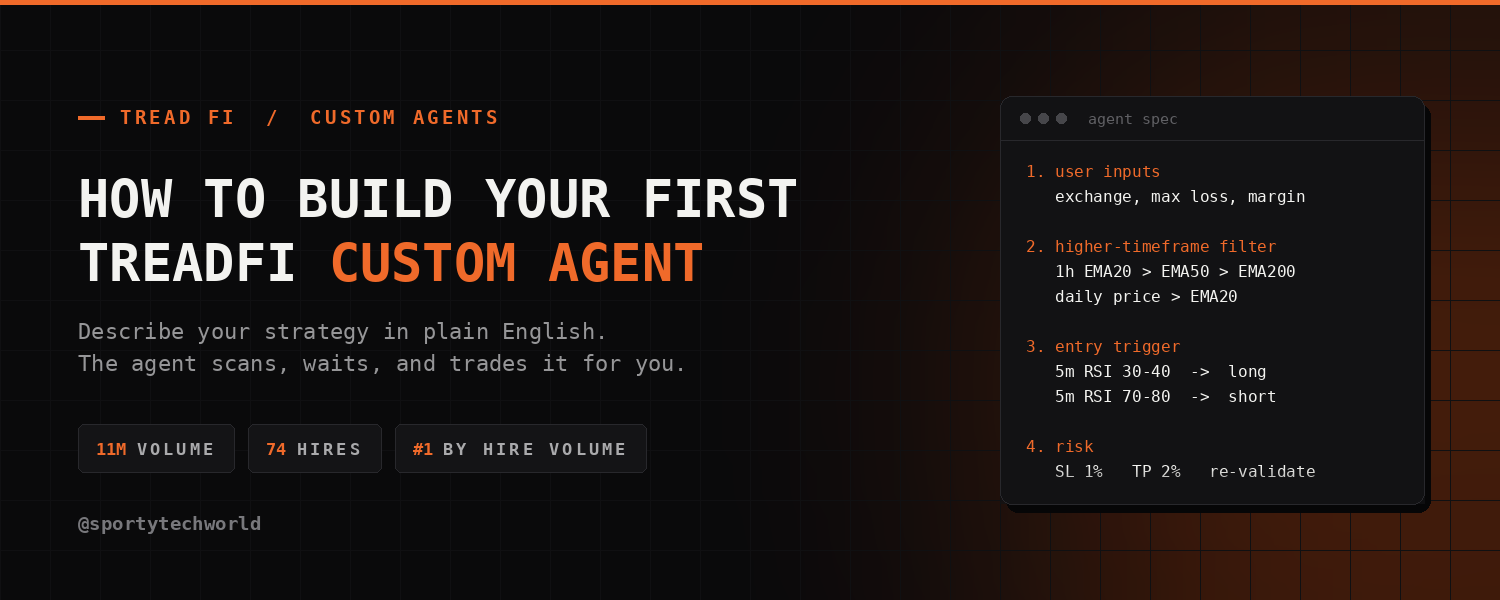 TREAD FI / CUSTOM AGENTS
HOW TO BUILD YOUR FIRST
TREADFI CUSTOM AGENT
Describe your strategy in plain English.
The agent scans, waits, and trades it for you.
11M VOLUME
74 HIRES
#1 BY HIRE VOLUME
@sportytechworld
agent spec
1. user inputs
exchange, max loss, margin
2. higher-timeframe filter
1h EMA20 > EMA50 > EMA200
daily price > EMA20
3. entry trigger
5m RSI 30-40 -> long
5m RSI 70-80 -> short
4. risk
SL 1% TP 2% re-validate